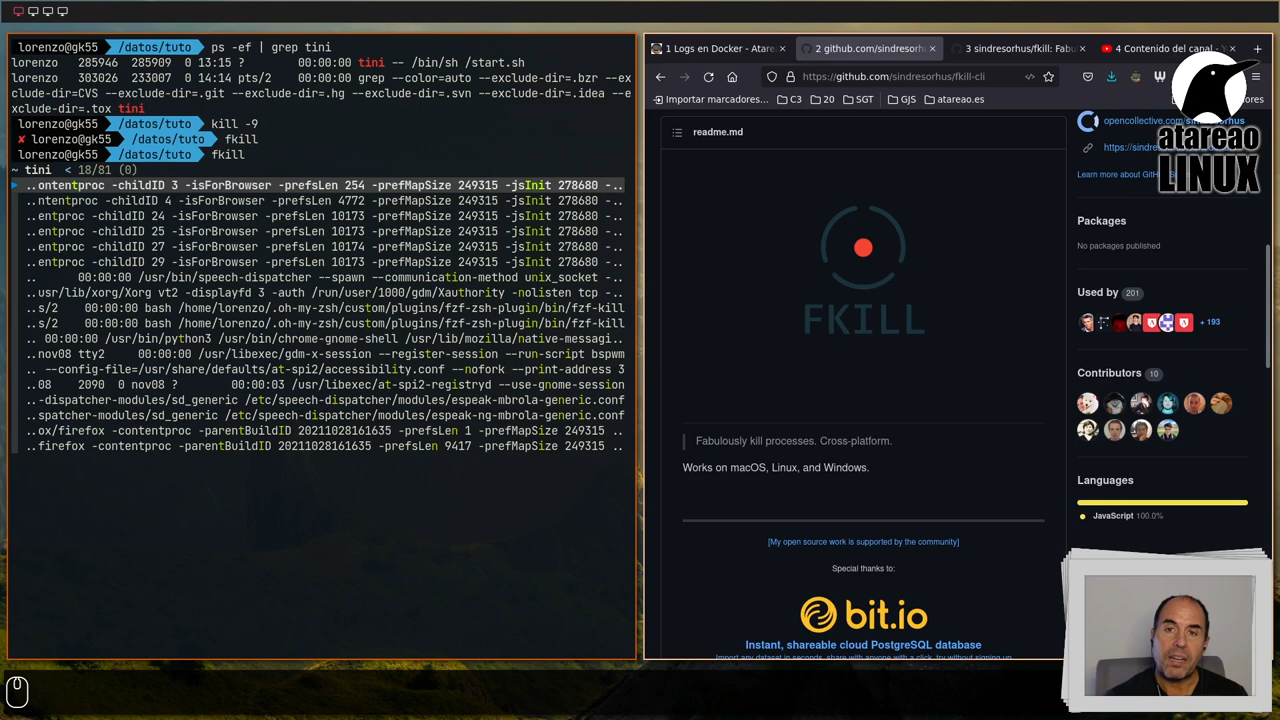 lorenzo@gk55 /datos/tuto ps -ef | grep tini
lorenzo 285946 285909 0 13:15 ? 00:00:00 tini -- /bin/sh /start.sh
lorenzo 303026 233007 0 14:14 pts/2 00:00:00 grep --color=auto --exclude-dir=.bzr --ex
clude-dir=CVS --exclude-dir=.git --exclude-dir=.hg --exclude-dir=.svn --exclude-dir=.idea --e
xclude-dir=.tox tini
lorenzo@gk55 /datos/tuto kill -9
✘ lorenzo@gk55 /datos/tuto fkill
lorenzo@gk55 /datos/tuto fkill
~ tini < 18/81 (0)
..ontentproc -childID 3 -isForBrowser -prefsLen 254 -prefMapSize 249315 -jsInit 278680 -..
..ntentproc -childID 4 -isForBrowser -prefsLen 4772 -prefMapSize 249315 -jsInit 278680 -..
..entproc -childID 24 -isForBrowser -prefsLen 10173 -prefMapSize 249315 -jsInit 278680 -..
..entproc -childID 25 -isForBrowser -prefsLen 10173 -prefMapSize 249315 -jsInit 278680 -..
..entproc -childID 27 -isForBrowser -prefsLen 10174 -prefMapSize 249315 -jsInit 278680 -..
..entproc -childID 29 -isForBrowser -prefsLen 10173 -prefMapSize 249315 -jsInit 278680 -..
.. 00:00:00 /usr/bin/speech-dispatcher --spawn --communication-method unix_socket -..
..usr/lib/xorg/Xorg vt2 -displayfd 3 -auth /run/user/1000/gdm/Xauthority -nolisten tcp -..
..s/2 00:00:00 bash /home/lorenzo/.oh-my-zsh/custom/plugins/fzf-zsh-plugin/bin/fzf-kill
..s/2 00:00:00 bash /home/lorenzo/.oh-my-zsh/custom/plugins/fzf-zsh-plugin/bin/fzf-kill
.. 00:00:00 /usr/bin/python3 /usr/bin/chrome-gnome-shell /usr/lib/mozilla/native-messagi..
..nov08 tty2 00:00:00 /usr/libexec/gdm-x-session --register-session --run-script bspwm
.. --config-file=/usr/share/defaults/at-spi2/accessibility.conf --nofork --print-address 3
..08 2090 0 nov08 ? 00:00:03 /usr/libexec/at-spi2-registryd --use-gnome-session
..-dispatcher-modules/sd_generic /etc/speech-dispatcher/modules/espeak-mbrola-generic.conf
..spatcher-modules/sd_generic /etc/speech-dispatcher/modules/espeak-ng-mbrola-generic.conf
..ox/firefox -contentproc -parentBuildID 20211028161635 -prefsLen 1 -prefMapSize 249315 ..
..firefox -contentproc -parentBuildID 20211028161635 -prefsLen 9417 -prefMapSize 249315 ..
1 Logs en Docker - Atare
2 github.com/sindresorh
3 sindresorhus/fkill: Fabu
4 Contenido del canal - Y
https://github.com/sindresorhus/fkill-cli
Importar marcadores...
C3
20
SGT
GJS
atareao.es
atareao
LINUX
readme.md
FKILL
Fabulously kill processes. Cross-platform.
Works on macOS, Linux, and Windows.
[My open source work is supported by the community]
Special thanks to:
bit.io
Instant, shareable cloud PostgreSQL database
Import any dataset in seconds, share with anyone with a click, try without signing up
opencollective.com/sindresorhus
https://sindresorhus
Learn more about GitH
Packages
No packages published
Used by 201
+ 193
Contributors 10
Languages
JavaScript 100.0%